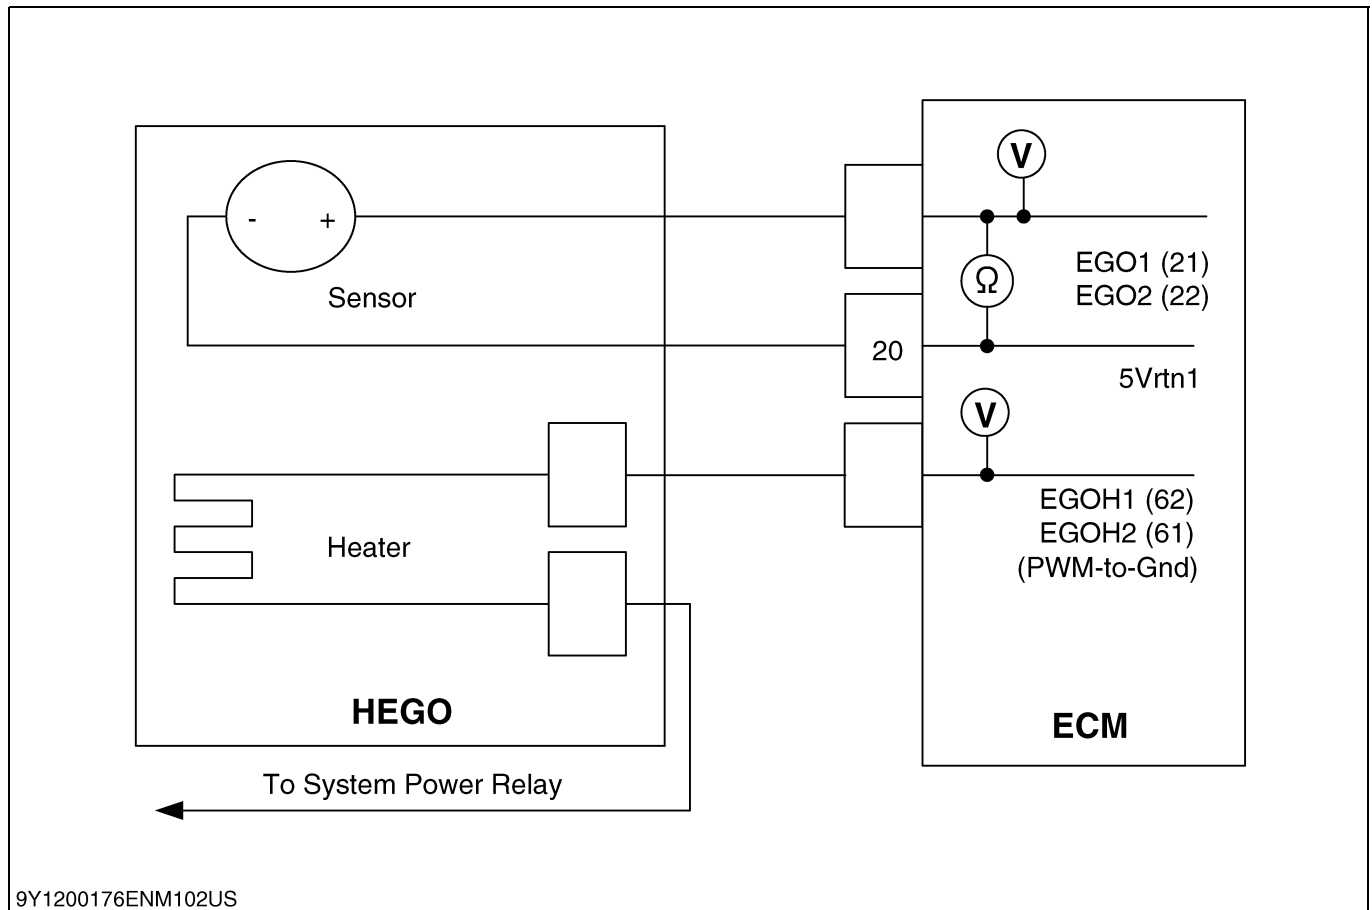 V
- +
Sensor
Ω
EGO1 (21)
EGO2 (22)
20
5Vrtn1
V
EGOH1 (62)
EGOH2 (61)
(PWM-to-Gnd)
Heater
HEGO
ECM
To System Power Relay
9Y1200176ENM102US